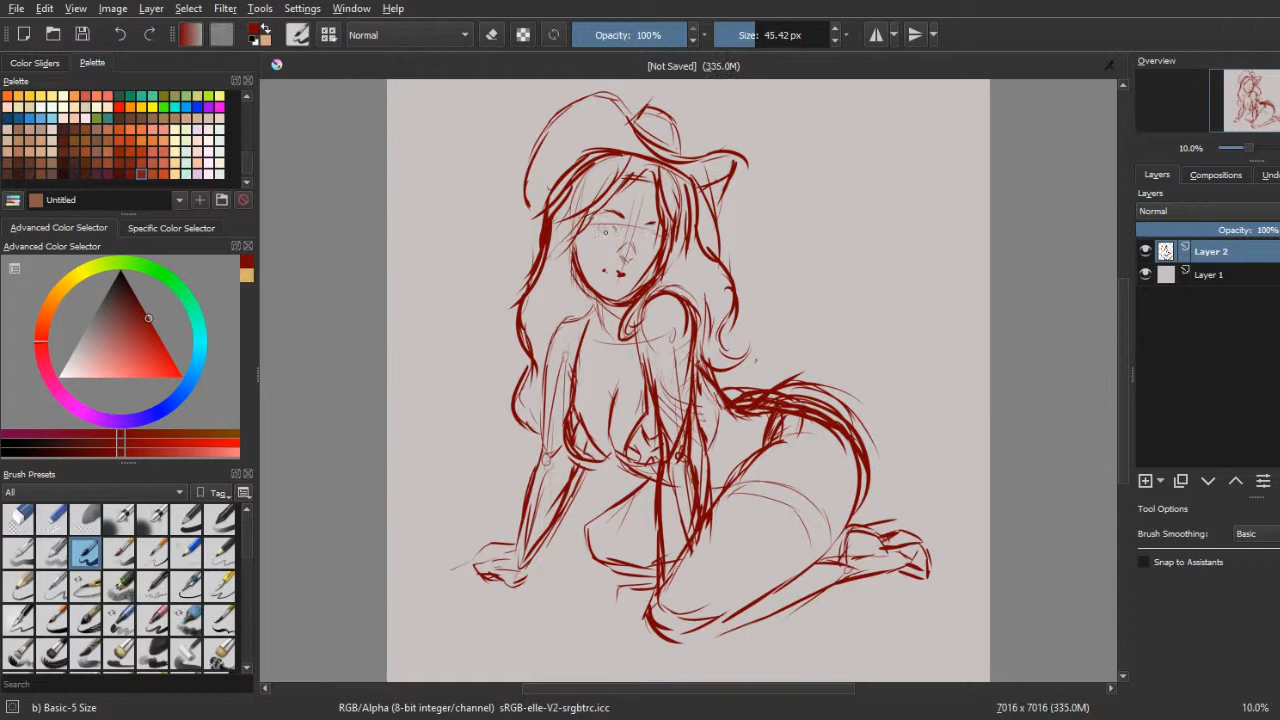 File Edit View Image Layer Select Filter Tools Settings Window Help
Normal Opacity: 100% Size: 45.42 px
Color Sliders Palette
[Not Saved] (335.0M)
Overview
Palette
10.0%
Layers Compositions Undo
Layers
Untitled
Normal
Advanced Color Selector Specific Color Selector
Opacity: 100%
Advanced Color Selector
Layer 2
Layer 1
Brush Presets
All Tag
Tool Options
Brush Smoothing: Basic
Snap to Assistants
Search
b) Basic-5 Size RGB/Alpha (8-bit integer/channel) sRGB-elle-V2-srgbtrc.icc 7016 x 7016 (335.0M) 10.0%